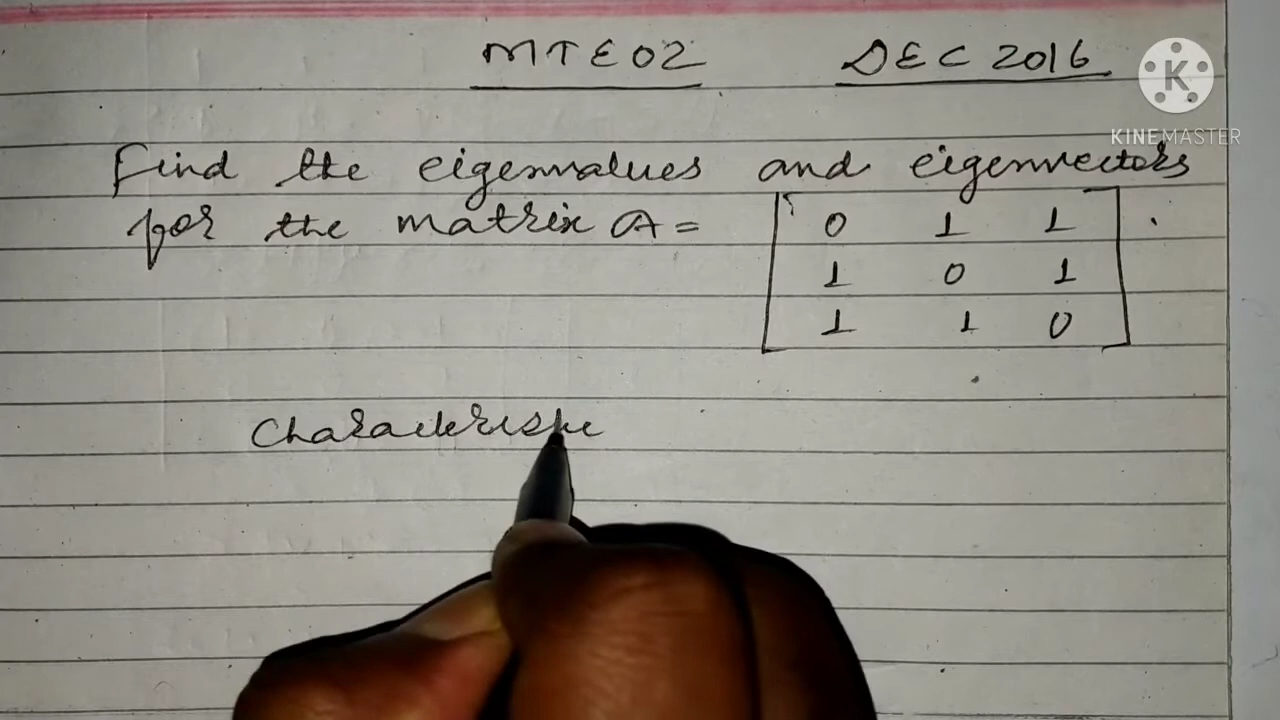 MTE02 DEC 2016
K
KINEMASTER
Find the eigenvalues and eigenvectors
for the matrix A = [ 0 1 1 ] .
1 0 1
1 1 0
Characteristic